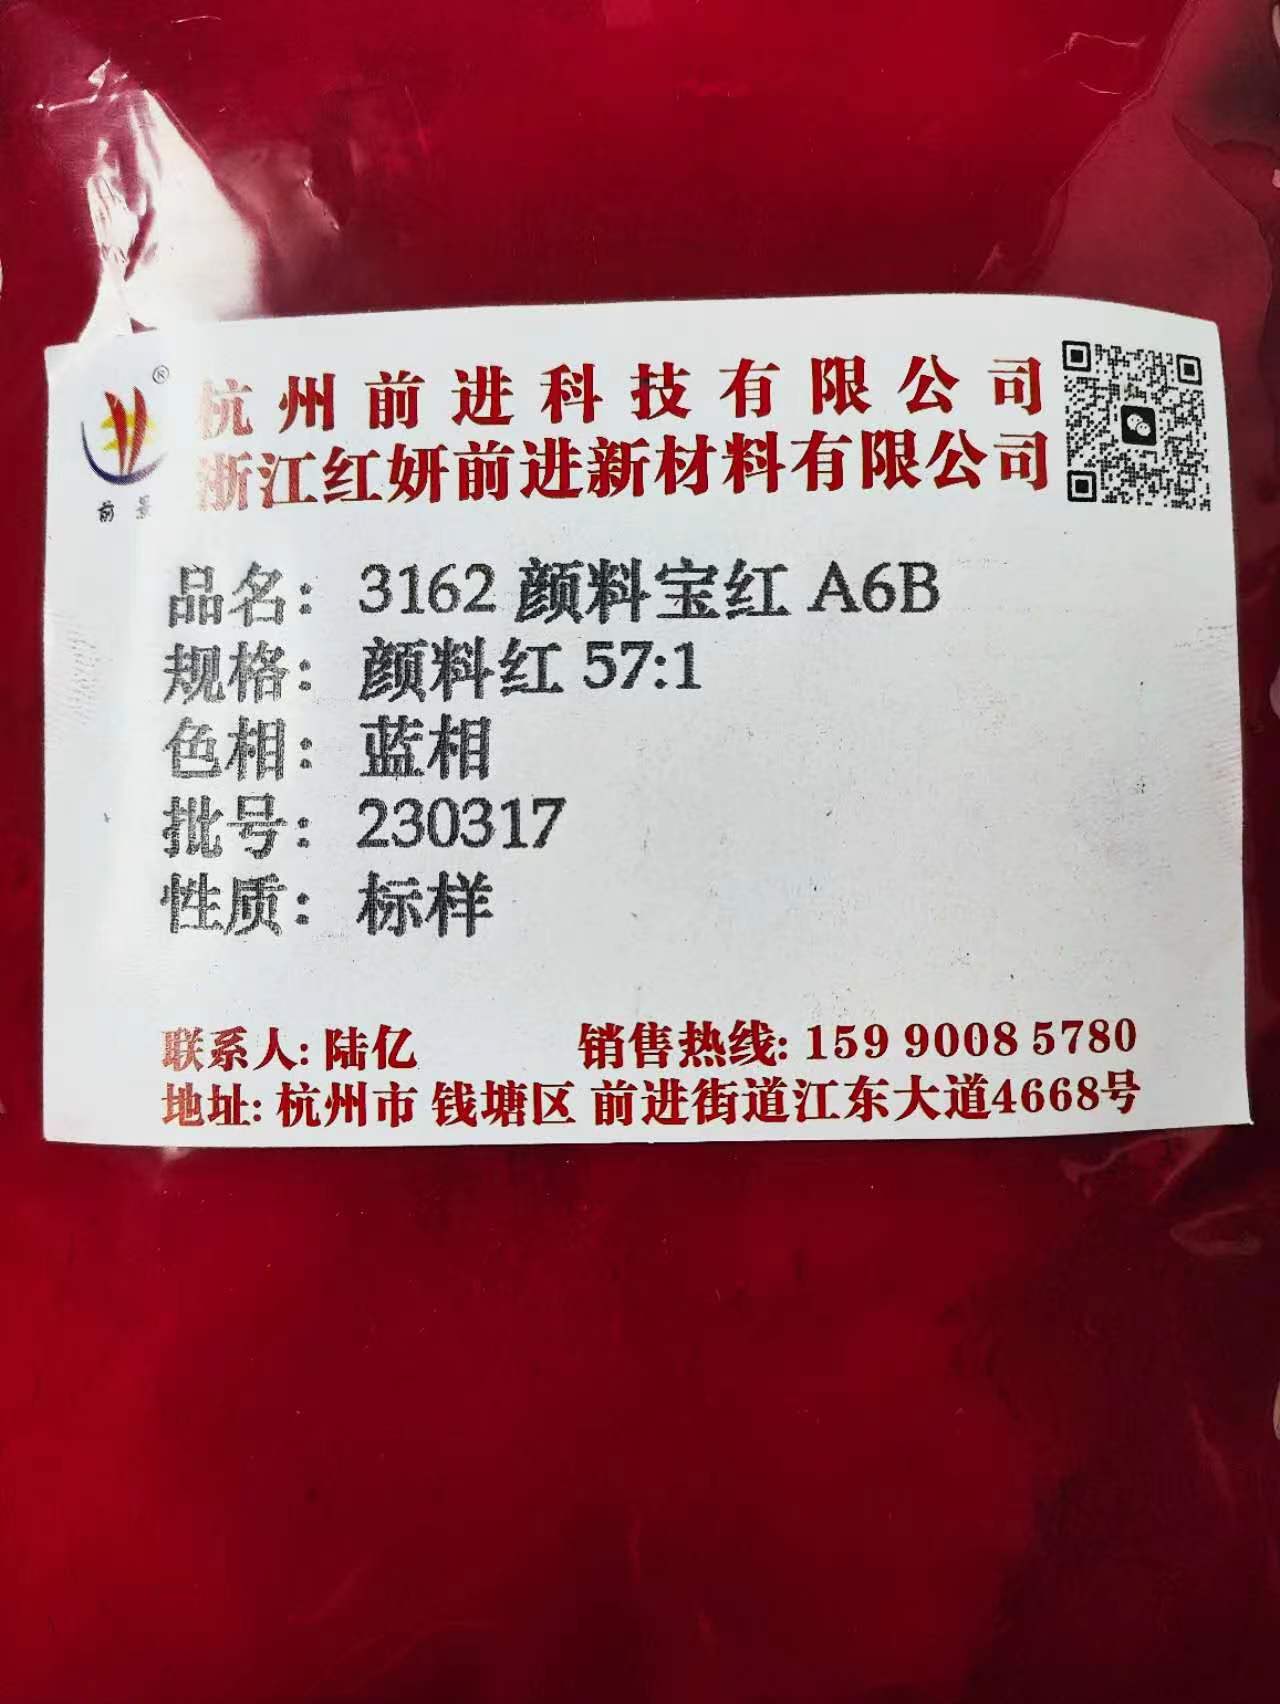 ®
前景
杭州前进科技有限公司
浙江红妍前进新材料有限公司
品名: 3162 颜料宝红 A6B
规格: 颜料红 57:1
色相: 蓝相
批号: 230317
性质: 标样
联系人: 陆亿 销售热线: 159 9008 5780
地址: 杭州市 钱塘区 前进街道江东大道4668号